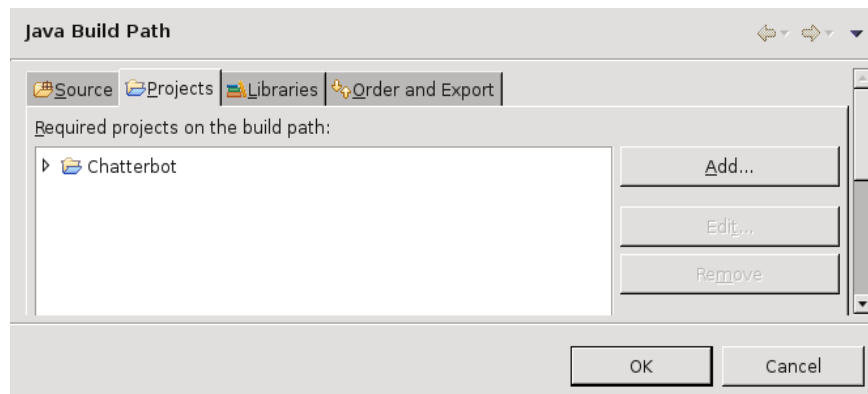 Java Build Path
Source Projects Libraries Order and Export
Required projects on the build path:
Chatterbot
Add...
Edit...
Remove
OK Cancel